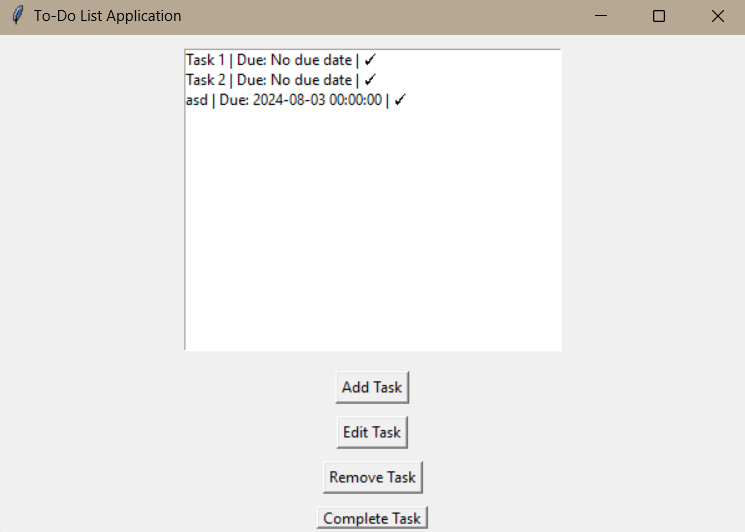 To-Do List Application
Task 1 | Due: No due date | ✓
Task 2 | Due: No due date | ✓
asd | Due: 2024-08-03 00:00:00 | ✓
Add Task
Edit Task
Remove Task
Complete Task